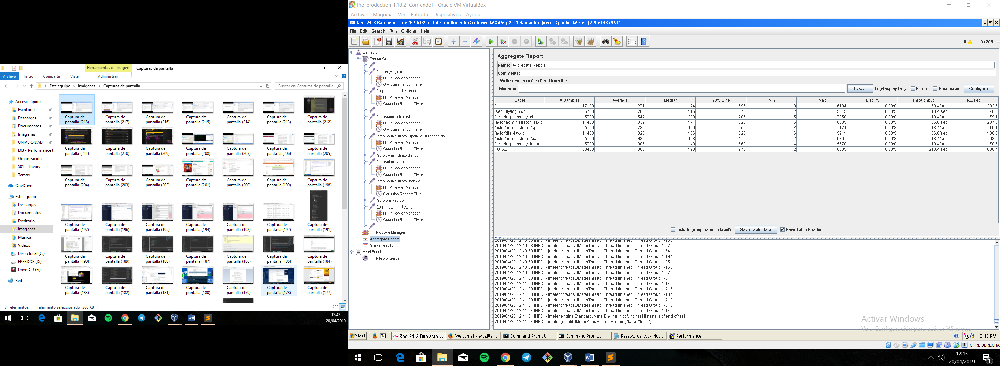 Herramientas de imagen
Capturas de pantalla
Archivo Inicio Compartir Vista Administrar
Este equipo > Imágenes > Capturas de pantalla
Buscar en Capturas de pantalla
Acceso rápido
Escritorio
Descargas
Documentos
Imágenes
UNIVERSIDAD
L03 - Performance t
Organización
S01 - Theory
Temas
OneDrive
Este equipo
Descargas
Documentos
Escritorio
Imágenes
Música
Vídeos
Disco local (C:)
FREEDOS (D:)
DriverCD (F:)
Red
Captura de pantalla (218)
Captura de pantalla (217)
Captura de pantalla (216)
Captura de pantalla (215)
Captura de pantalla (214)
Captura de pantalla (213)
Captura de pantalla (212)
Captura de pantalla (211)
Captura de pantalla (210)
Captura de pantalla (209)
Captura de pantalla (208)
Captura de pantalla (207)
Captura de pantalla (206)
Captura de pantalla (205)
Captura de pantalla (204)
Captura de pantalla (203)
Captura de pantalla (202)
Captura de pantalla (201)
Captura de pantalla (200)
Captura de pantalla (199)
Captura de pantalla (198)
Captura de pantalla (197)
Captura de pantalla (196)
Captura de pantalla (195)
Captura de pantalla (194)
Captura de pantalla (193)
Captura de pantalla (192)
Captura de pantalla (191)
Captura de pantalla (190)
Captura de pantalla (189)
Captura de pantalla (188)
Captura de pantalla (187)
Captura de pantalla (186)
Captura de pantalla (185)
Captura de pantalla (184)
Captura de pantalla (183)
Captura de pantalla (182)
Captura de pantalla (181)
Captura de pantalla (180)
Captura de pantalla (179)
Captura de pantalla (178)
Captura de pantalla (177)
71 elementos 1 elemento seleccionado 366 KB
12:43
20/04/2019
Pre-production-1.18.2 [Corriendo] - Oracle VM VirtualBox
Archivo Máquina Ver Entrada Dispositivos Ayuda
Req 24-3 Ban actor.jmx (E:\D03\Test de rendimiento\Archivos JMX\Req 24-3 Ban actor.jmx) - Apache JMeter (2.9 r1437961)
File Edit Search Run Options Help
0 0 / 285
Ban actor
Thread Group
/
/security/login.do
HTTP Header Manager
Gaussian Random Timer
/j_spring_security_check
HTTP Header Manager
Gaussian Random Timer
/
/actor/administrator/list.do
HTTP Header Manager
Gaussian Random Timer
/actor/administrator/spammersProcess.do
HTTP Header Manager
Gaussian Random Timer
/actor/administrator/list.do
/actor/display.do
HTTP Header Manager
Gaussian Random Timer
/actor/administrator/ban.do
HTTP Header Manager
Gaussian Random Timer
/actor/display.do
/j_spring_security_logout
HTTP Header Manager
Gaussian Random Timer
/
HTTP Cookie Manager
Aggregate Report
Graph Results
WorkBench
HTTP Proxy Server
Aggregate Report
Name: Aggregate Report
Comments:
Write results to file / Read from file
Filename Browse... Log/Display Only: Errors Successes Configure
Label # Samples Average Median 90% Line Min Max Error % Throughput KB/sec
/ 17100 271 124 697 3 6134 0.00% 53.4/sec 202.6
/security/login.do 5700 262 115 670 2 5545 0.00% 18.4/sec 70.3
/j_spring_security_check 5700 542 339 1285 5 7358 0.00% 18.4/sec 79.1
/actor/administrator/list.do 11400 339 171 828 6 8385 0.00% 36.6/sec 207.6
/actor/administrator/spa... 5700 732 490 1656 17 7174 0.00% 18.4/sec 110.1
/actor/display.do 11400 325 166 826 6 5911 0.00% 36.6/sec 186.6
/actor/administrator/ban.... 5700 635 428 1415 12 6307 0.00% 18.4/sec 98.2
/j_spring_security_logout 5700 305 148 768 4 5678 0.00% 18.4/sec 70.7
TOTAL 68400 385 193 970 2 8385 0.00% 213.4/sec 1000.4
Include group name in label? Save Table Data Save Table Header
2019/04/20 12:40:58 INFO - jmeter.threads.JMeterThread: Thread finished: Thread Group 1-165
2019/04/20 12:40:58 INFO - jmeter.threads.JMeterThread: Thread finished: Thread Group 1-220
2019/04/20 12:40:58 INFO - jmeter.threads.JMeterThread: Thread finished: Thread Group 1-74
2019/04/20 12:40:59 INFO - jmeter.threads.JMeterThread: Thread finished: Thread Group 1-164
2019/04/20 12:40:59 INFO - jmeter.threads.JMeterThread: Thread finished: Thread Group 1-95
2019/04/20 12:40:59 INFO - jmeter.threads.JMeterThread: Thread finished: Thread Group 1-163
2019/04/20 12:40:59 INFO - jmeter.threads.JMeterThread: Thread finished: Thread Group 1-275
2019/04/20 12:41:00 INFO - jmeter.threads.JMeterThread: Thread finished: Thread Group 1-61
2019/04/20 12:41:00 INFO - jmeter.threads.JMeterThread: Thread finished: Thread Group 1-142
2019/04/20 12:41:00 INFO - jmeter.threads.JMeterThread: Thread finished: Thread Group 1-217
2019/04/20 12:41:00 INFO - jmeter.threads.JMeterThread: Thread finished: Thread Group 1-134
2019/04/20 12:41:00 INFO - jmeter.threads.JMeterThread: Thread finished: Thread Group 1-218
2019/04/20 12:41:01 INFO - jmeter.threads.JMeterThread: Thread finished: Thread Group 1-240
2019/04/20 12:41:04 INFO - jmeter.threads.JMeterThread: Thread finished: Thread Group 1-140
2019/04/20 12:41:04 INFO - jmeter.engine.StandardJMeterEngine: Notifying test listeners of end of test
2019/04/20 12:41:04 INFO - jmeter.gui.util.JMeterMenuBar: setRunning(false,*local*)
Activar Windows
Ve a Configuración para activar Windows.
Start Req 24-3 Ban acto... Welcome! - Mozilla ... Command Prompt Command Prompt Passwords.txt - Not... Performance 12:43 PM
CTRL DERECHA
12:43
20/04/2019
1